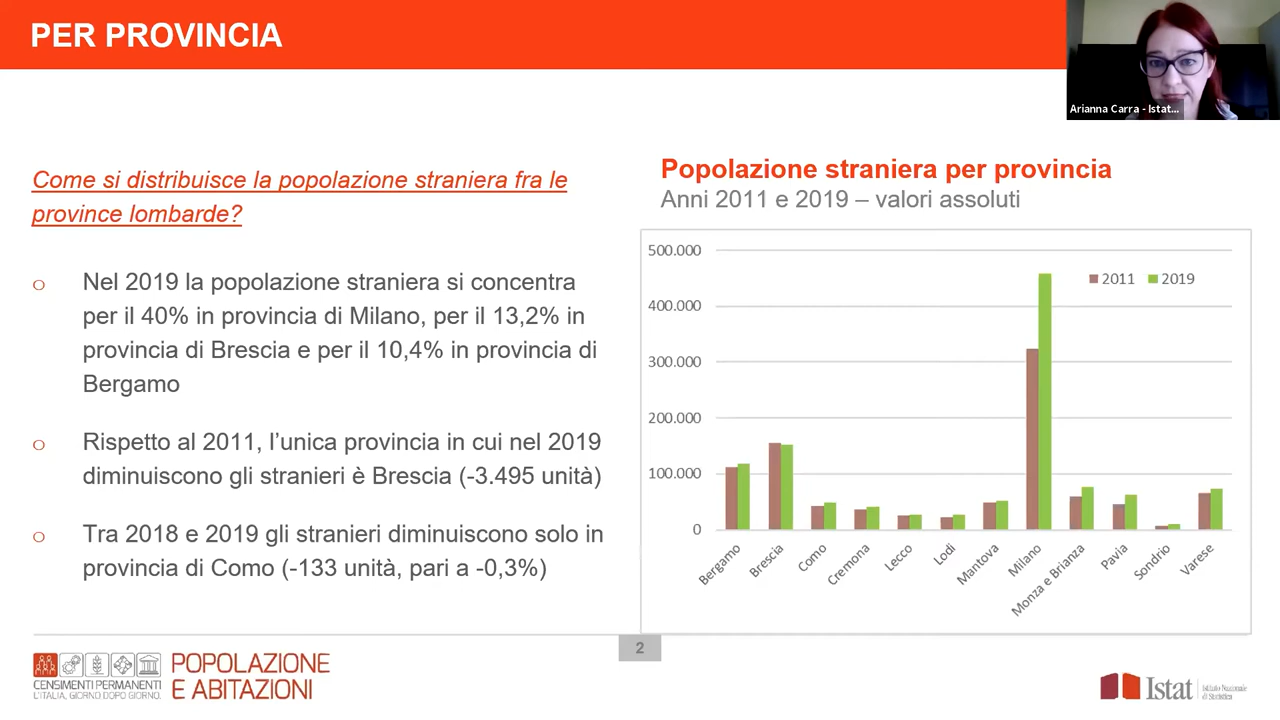 PER PROVINCIA
Arianna Carra - Istat...
Come si distribuisce la popolazione straniera fra le
province lombarde?
o Nel 2019 la popolazione straniera si concentra
per il 40% in provincia di Milano, per il 13,2% in
provincia di Brescia e per il 10,4% in provincia di
Bergamo
o Rispetto al 2011, l'unica provincia in cui nel 2019
diminuiscono gli stranieri è Brescia (-3.495 unità)
o Tra 2018 e 2019 gli stranieri diminuiscono solo in
provincia di Como (-133 unità, pari a -0,3%)
Popolazione straniera per provincia
Anni 2011 e 2019 – valori assoluti
500.000
400.000
300.000
200.000
100.000
0
2011 2019
Bergamo
Brescia
Como
Cremona
Lecco
Lodi
Mantova
Milano
Monza e Brianza
Pavia
Sondrio
Varese
2
CENSIMENTI PERMANENTI
L'ITALIA, GIORNO DOPO GIORNO.
POPOLAZIONE
E ABITAZIONI
Istat
Istituto Nazionale
di Statistica